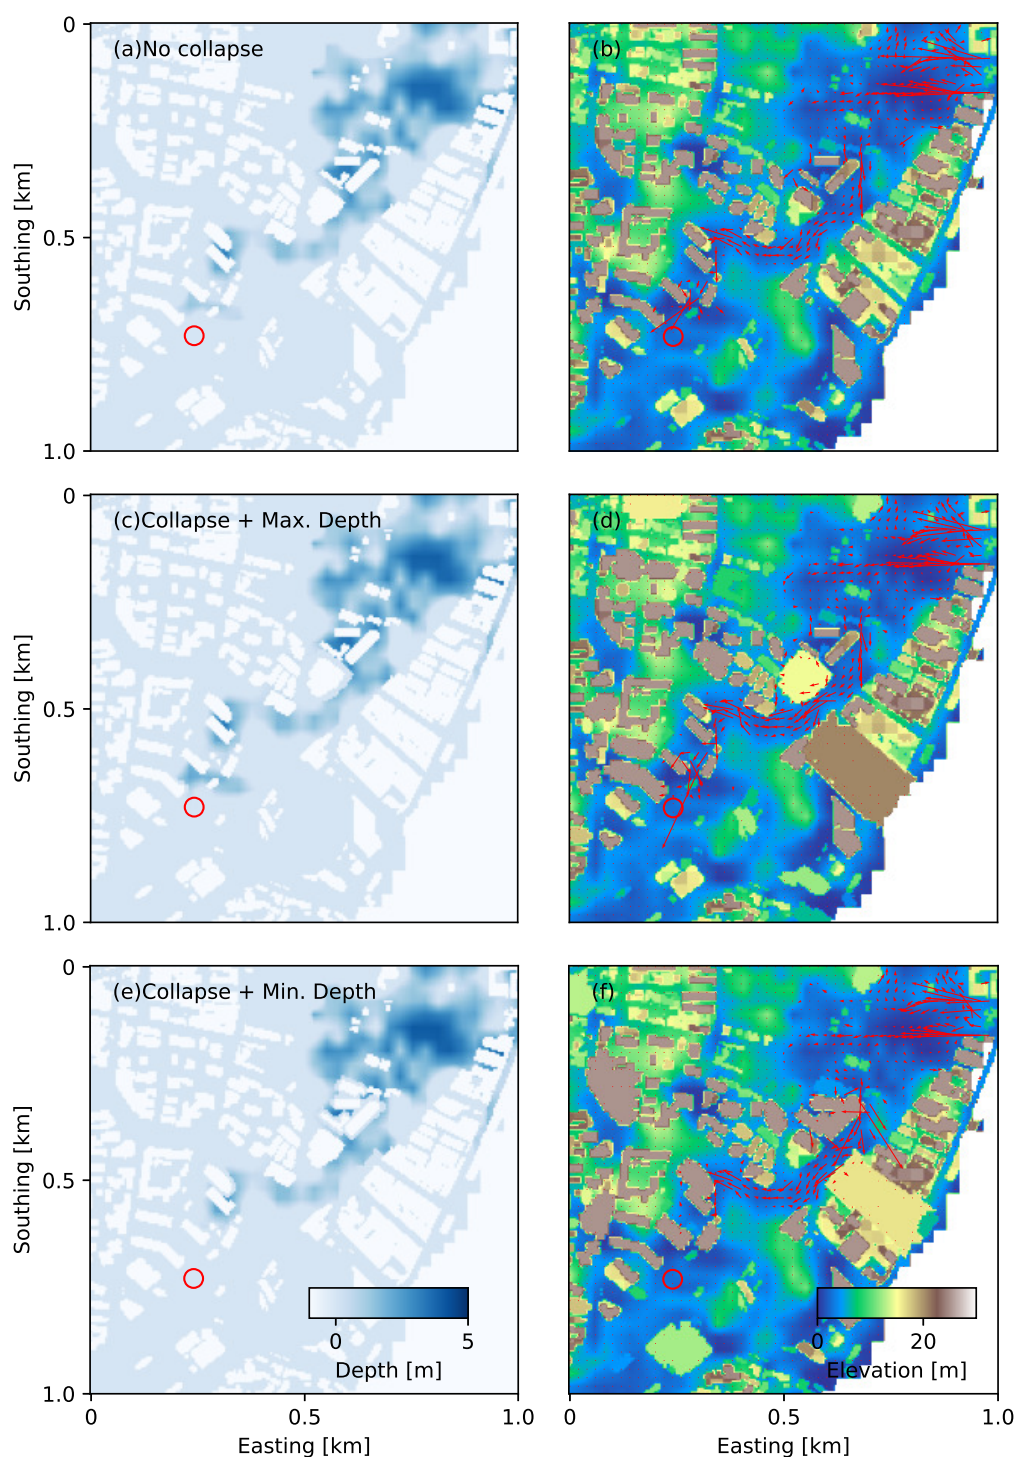 (a)No collapse
(b)
0
0.5
1.0
Southing [km]
(c)Collapse + Max. Depth
(d)
0
0.5
1.0
Southing [km]
(e)Collapse + Min. Depth
(f)
0
0.5
1.0
Southing [km]
0 5
Depth [m]
0 20
Elevation [m]
0 0.5 1.0
Easting [km]
0 0.5 1.0
Easting [km]